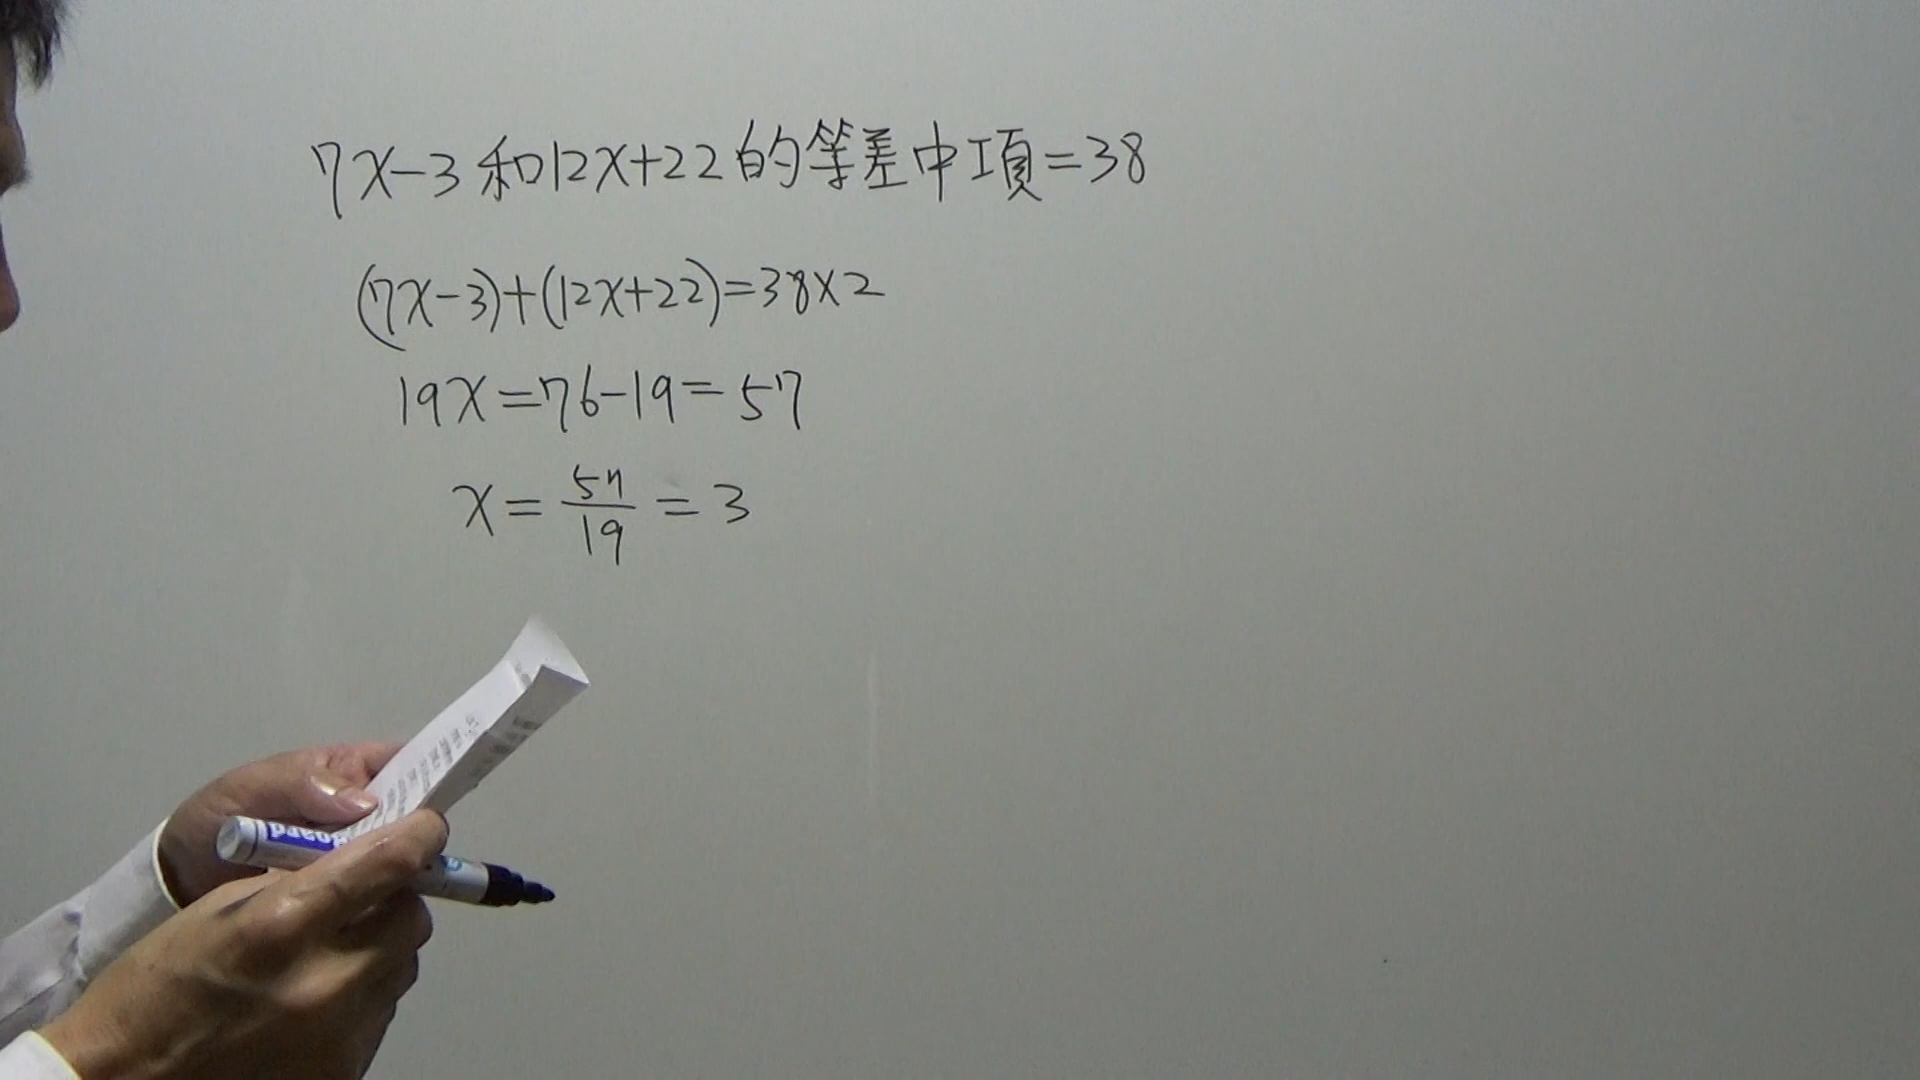 7x-3和12x+22的等差中項=38
(7x-3)+(12x+22)=38×2
19x=76-19=57
x=57/19=3
board